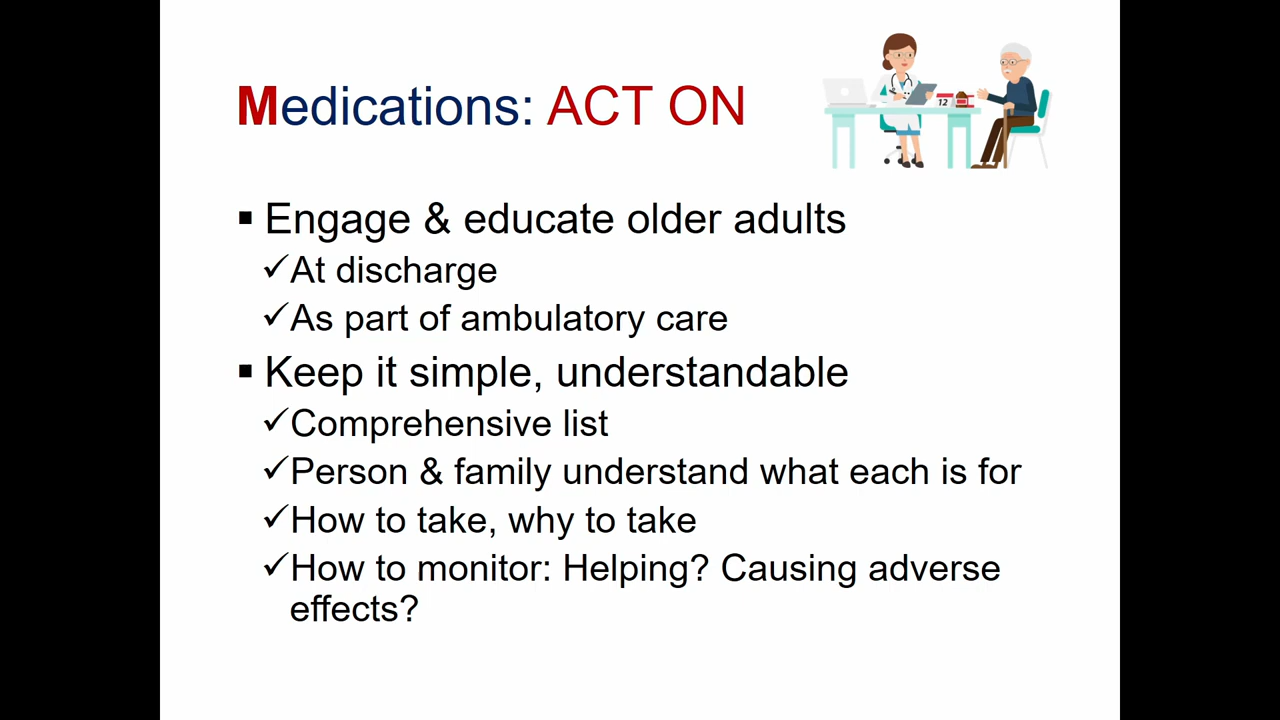 Medications: ACT ON
12
▪ Engage & educate older adults
✓At discharge
✓As part of ambulatory care
▪ Keep it simple, understandable
✓Comprehensive list
✓Person & family understand what each is for
✓How to take, why to take
✓How to monitor: Helping? Causing adverse
effects?